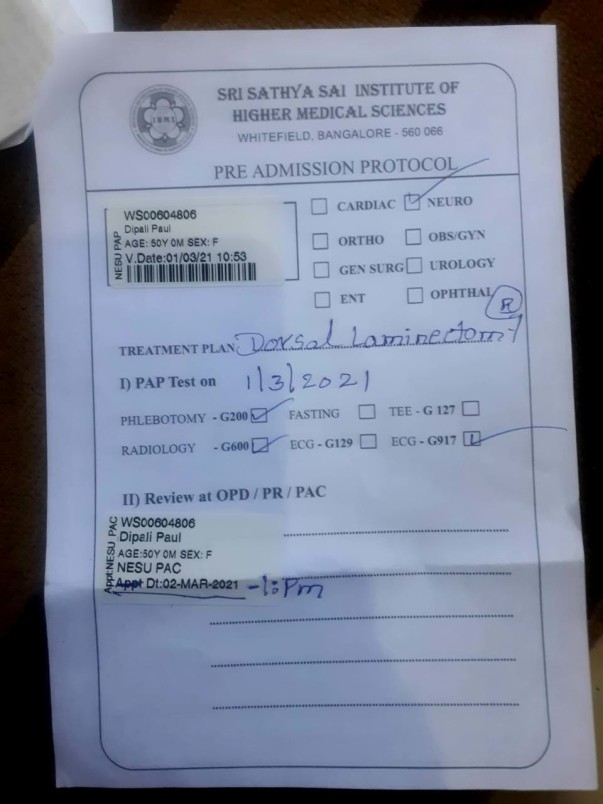 SRI SATHYA SAI INSTITUTE OF
HIGHER MEDICAL SCIENCES
WHITEFIELD, BANGALORE - 560 066
PRE ADMISSION PROTOCOL
NESU PAP
WS00604806
Dipali Paul
AGE: 50Y 0M SEX: F
V.Date:01/03/21 10:53
CARDIAC NEURO
ORTHO OBS/GYN
GEN SURG UROLOGY
ENT OPHTHAL
TREATMENT PLAN Dorsal Laminectomy
I) PAP Test on 1/3/2021
PHLEBOTOMY - G200 FASTING TEE - G 127
RADIOLOGY - G600 ECG - G129 ECG - G917
II) Review at OPD / PR / PAC
Appt:NESU PAC
WS00604806
Dipali Paul
AGE:50Y 0M SEX: F
NESU PAC
Appt Dt:02-MAR-2021 -1:Pm